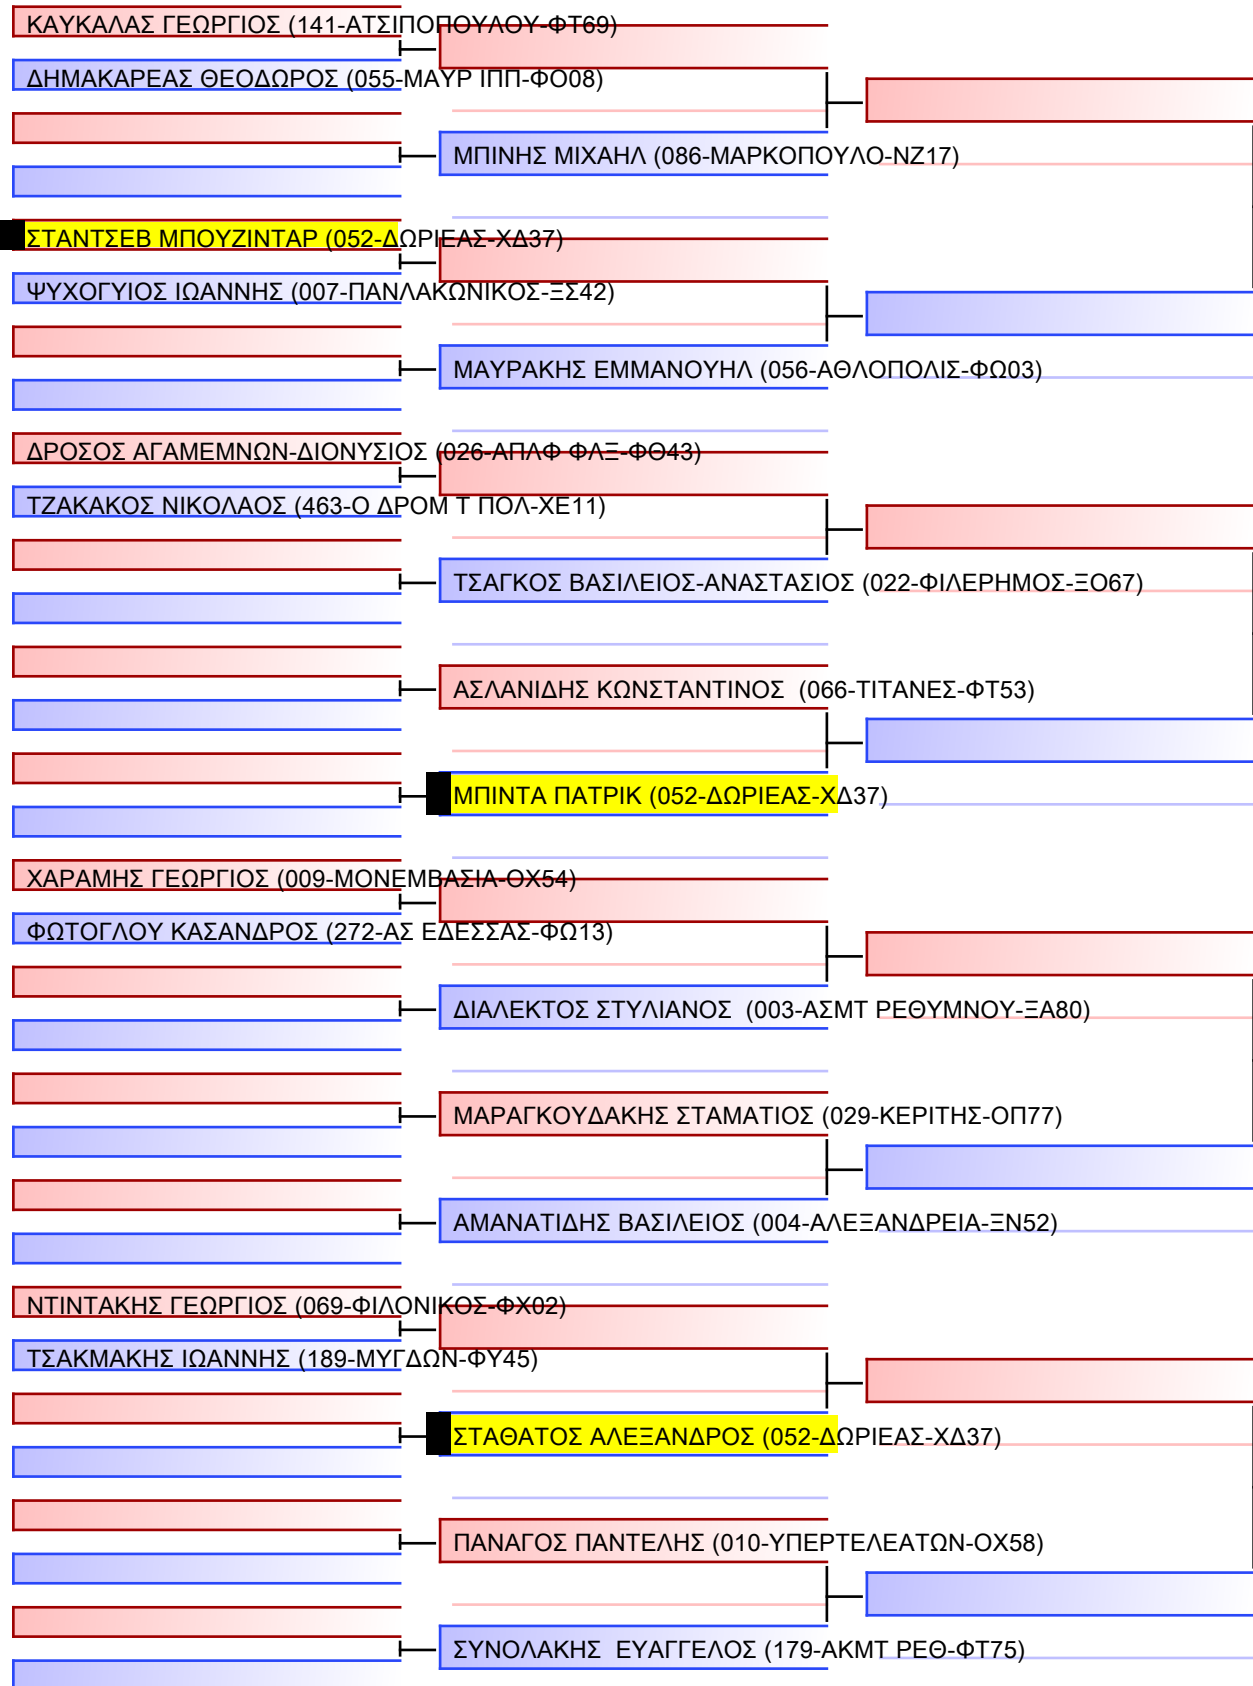 ΚΑΥΚΑΛΑΣ ΓΕΩΡΓΙΟΣ (141-ΑΤΣΙΠΟΠΟΥΛΟΥ-ΦΤ69)
ΔΗΜΑΚΑΡΕΑΣ ΘΕΟΔΩΡΟΣ (055-ΜΑΥΡ ΙΠΠ-ΦΟ08)
ΜΠΙΝΗΣ ΜΙΧΑΗΛ (086-ΜΑΡΚΟΠΟΥΛΟ-ΝΖ17)
ΣΤΑΝΤΣΕΒ ΜΠΟΥΖΙΝΤΑΡ (052-ΔΩΡΙΕΑΣ-ΧΔ37)
ΨΥΧΟΓΥΙΟΣ ΙΩΑΝΝΗΣ (007-ΠΑΝΛΑΚΩΝΙΚΟΣ-ΞΣ42)
ΜΑΥΡΑΚΗΣ ΕΜΜΑΝΟΥΗΛ (056-ΑΘΛΟΠΟΛΙΣ-ΦΩ03)
ΔΡΟΣΟΣ ΑΓΑΜΕΜΝΩΝ-ΔΙΟΝΥΣΙΟΣ (026-ΑΠΛΦ ΦΛΞ-ΦΘ43)
ΤΖΑΚΑΚΟΣ ΝΙΚΟΛΑΟΣ (463-Ο ΔΡΟΜ Τ ΠΟΛ-ΧΕ11)
ΤΣΑΓΚΟΣ ΒΑΣΙΛΕΙΟΣ-ΑΝΑΣΤΑΣΙΟΣ (022-ΦΙΛΕΡΗΜΟΣ-ΞΟ67)
ΑΣΛΑΝΙΔΗΣ ΚΩΝΣΤΑΝΤΙΝΟΣ  (066-ΤΙΤΑΝΕΣ-ΦΤ53)
ΜΠΙΝΤΑ ΠΑΤΡΙΚ (052-ΔΩΡΙΕΑΣ-ΧΔ37)
ΧΑΡΑΜΗΣ ΓΕΩΡΓΙΟΣ (009-ΜΟΝΕΜΒΑΣΙΑ-ΟΧ54)
ΦΩΤΟΓΛΟΥ ΚΑΣΑΝΔΡΟΣ (272-ΑΣ ΕΔΕΣΣΑΣ-ΦΩ13)
ΔΙΑΛΕΚΤΟΣ ΣΤΥΛΙΑΝΟΣ  (003-ΑΣΜΤ ΡΕΘΥΜΝΟΥ-ΞΑ80)
ΜΑΡΑΓΚΟΥΔΑΚΗΣ ΣΤΑΜΑΤΙΟΣ (029-ΚΕΡΙΤΗΣ-ΟΠ77)
ΑΜΑΝΑΤΙΔΗΣ ΒΑΣΙΛΕΙΟΣ (004-ΑΛΕΞΑΝΔΡΕΙΑ-ΞΝ52)
ΝΤΙΝΤΑΚΗΣ ΓΕΩΡΓΙΟΣ (069-ΦΙΛΟΝΙΚΟΣ-ΦΧ02)
ΤΣΑΚΜΑΚΗΣ ΙΩΑΝΝΗΣ (189-ΜΥΓΔΩΝ-ΦΥ45)
ΣΤΑΘΑΤΟΣ ΑΛΕΞΑΝΔΡΟΣ (052-ΔΩΡΙΕΑΣ-ΧΔ37)
ΠΑΝΑΓΟΣ ΠΑΝΤΕΛΗΣ (010-ΥΠΕΡΤΕΛΕΑΤΩΝ-ΟΧ58)
ΣΥΝΟΛΑΚΗΣ  ΕΥΑΓΓΕΛΟΣ (179-ΑΚΜΤ ΡΕΘ-ΦΤ75)